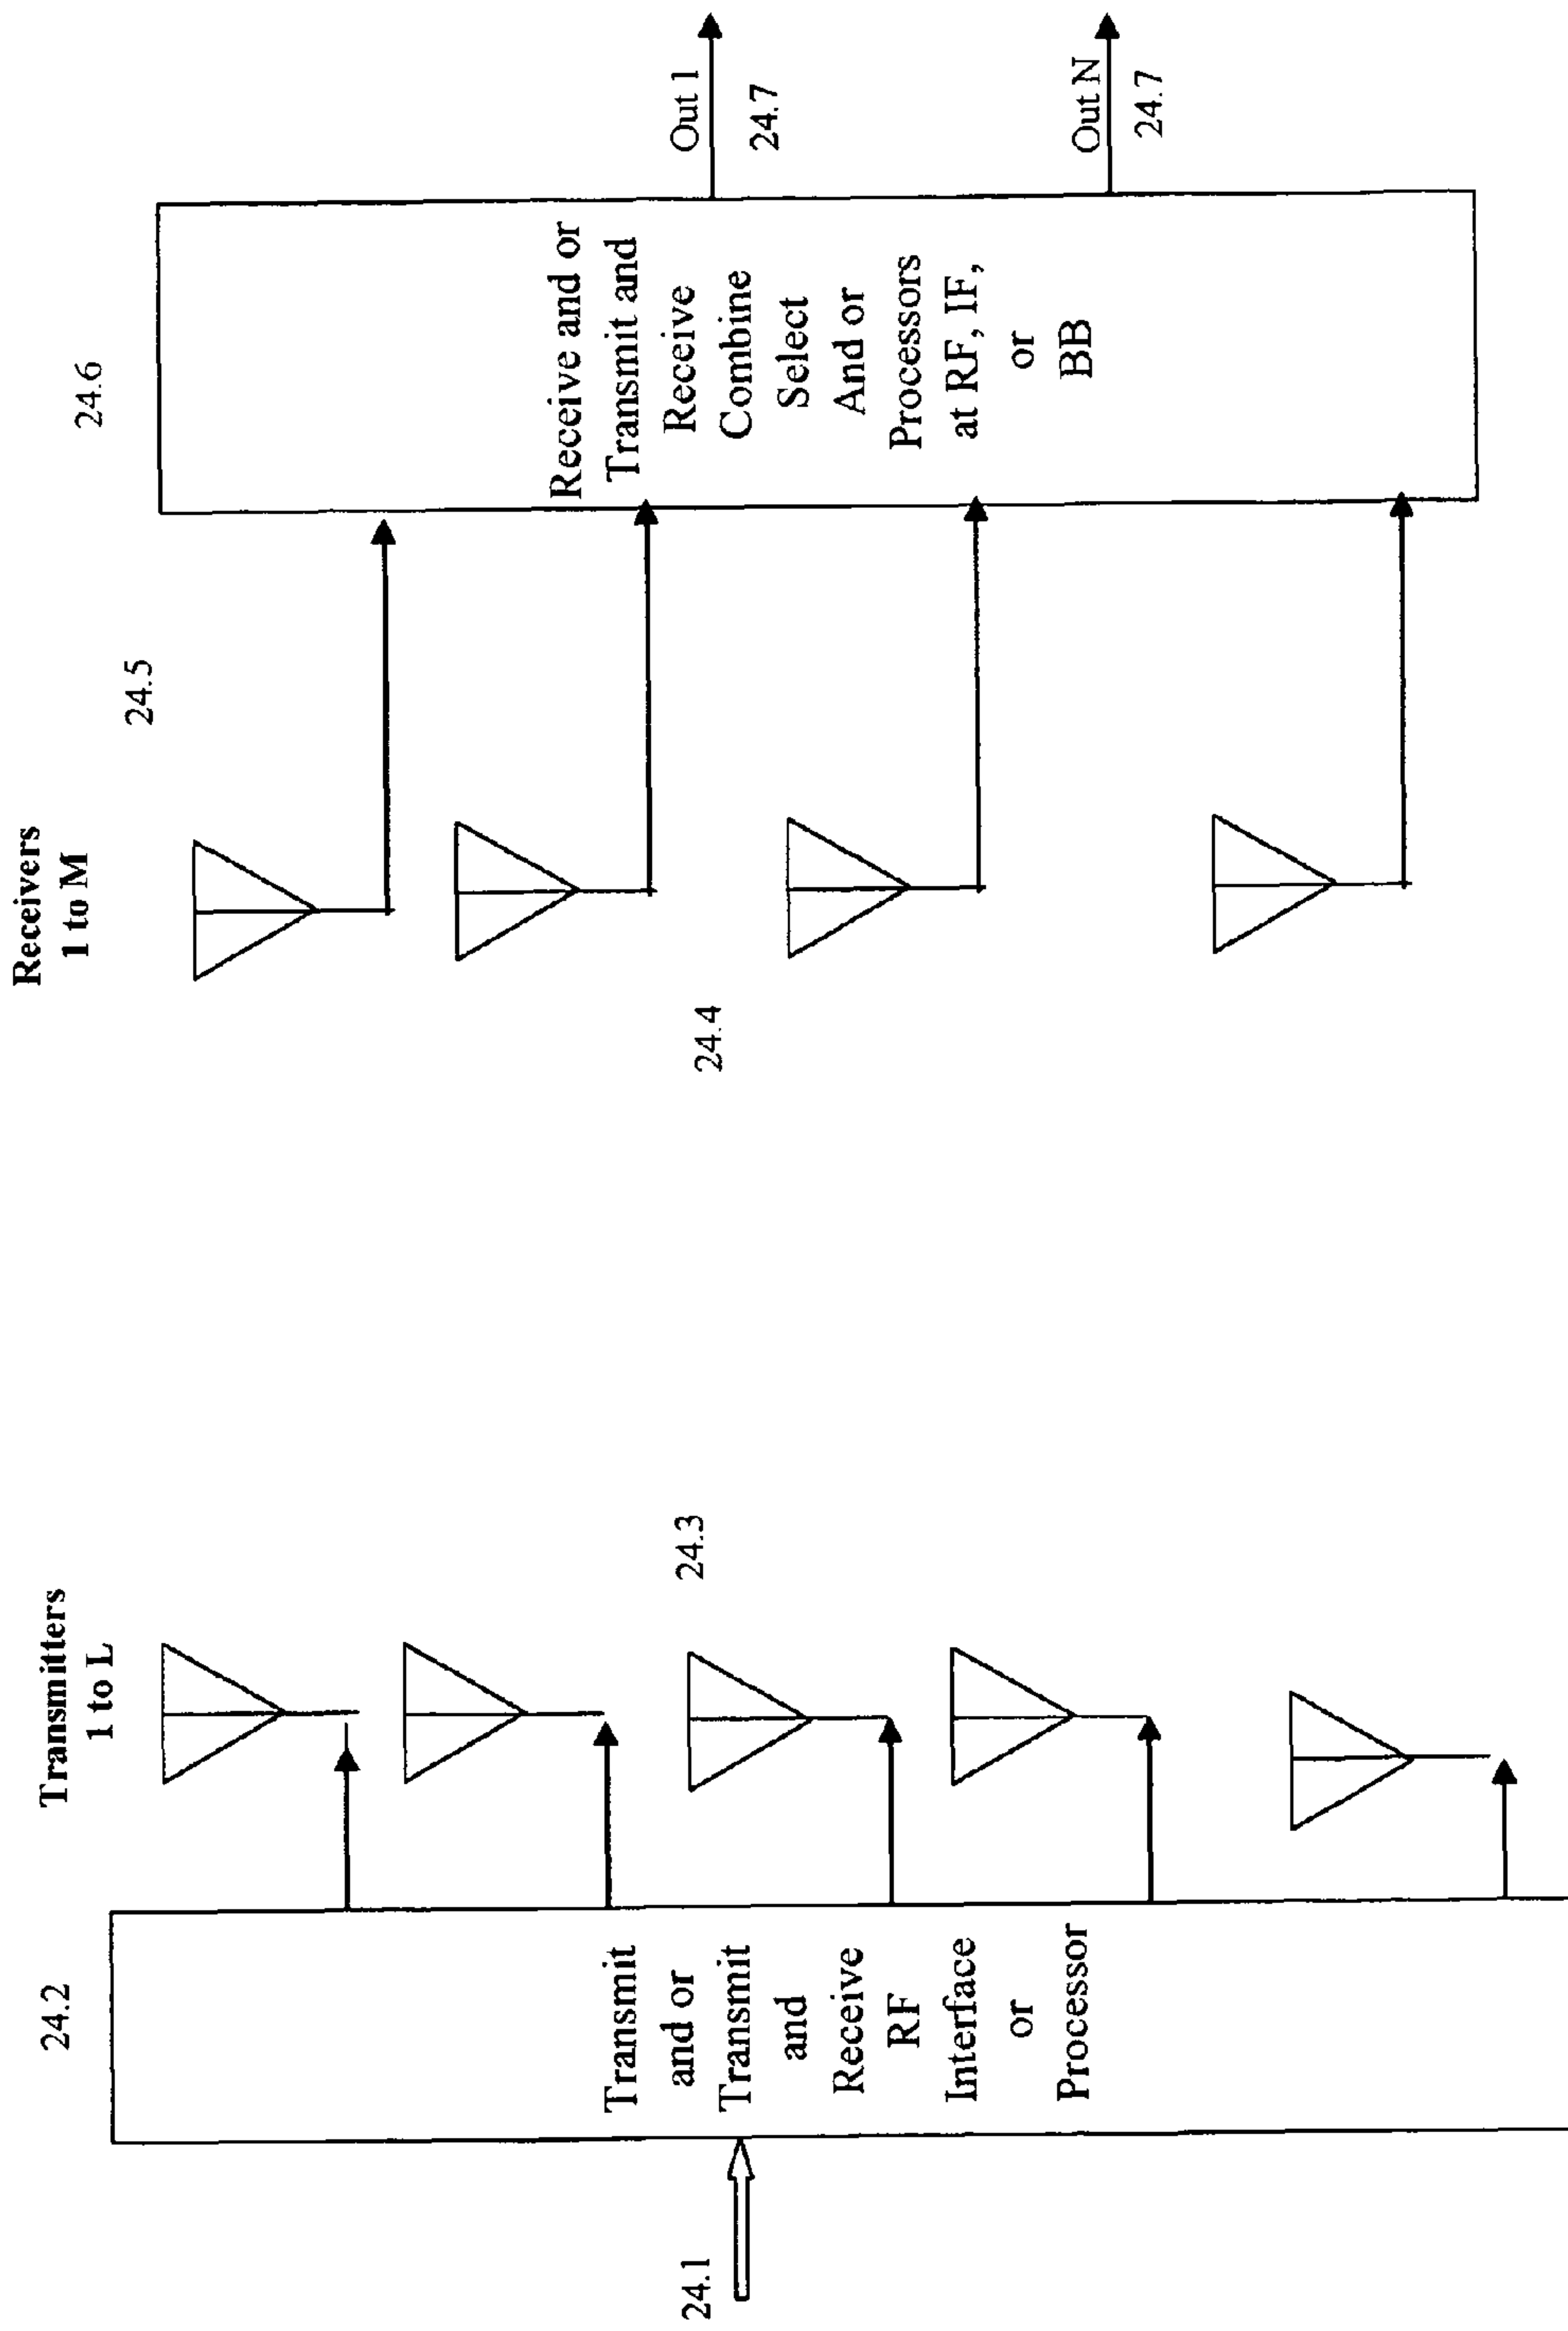 Transmitters
1 to L
Receivers
1 to M
24.1
24.2
Transmit
and or
Transmit
and
Receive
RF
Interface
or
Processor
24.3
24.4
24.5
24.6
Receive and or
Transmit and
Receive
Combine
Select
And or
Processors
at RF, IF,
or
BB
Out 1
24.7
Out N
24.7